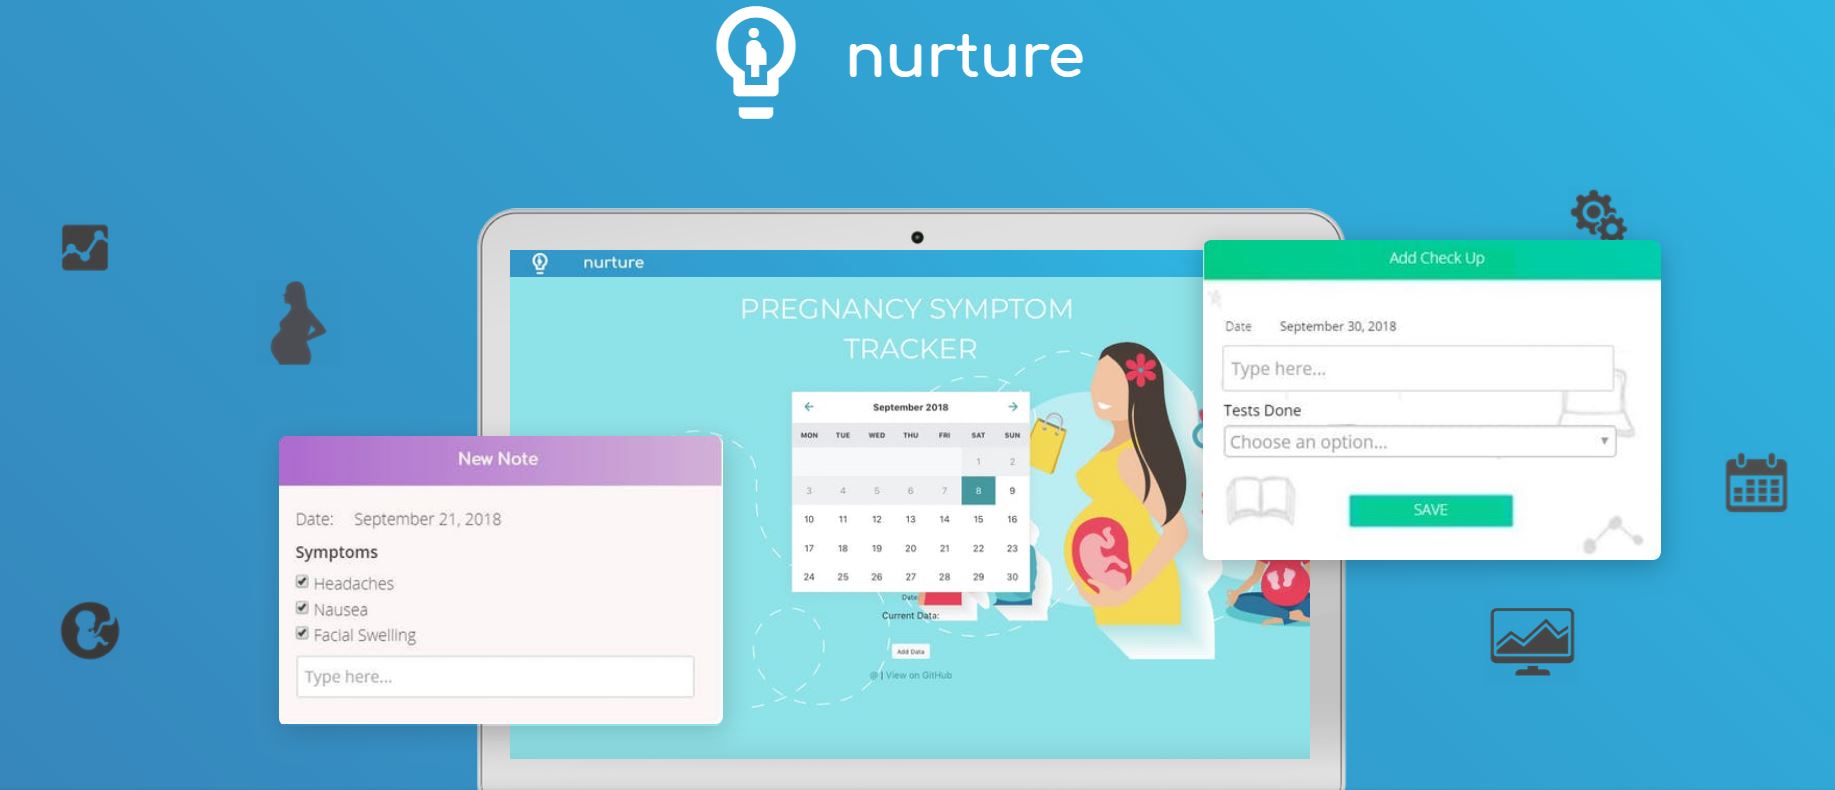 nurture
nurture
PREGNANCY SYMPTOM
TRACKER
September 2018
MON TUE WED THU FRI SAT SUN
1 2
3 4 5 6 7 8 9
10 11 12 13 14 15 16
17 18 19 20 21 22 23
24 25 26 27 28 29 30
Date
Current Data:
Add Data
@ | View on GitHub
New Note
Date: September 21, 2018
Symptoms
Headaches
Nausea
Facial Swelling
Type here...
Add Check Up
Date September 30, 2018
Type here...
Tests Done
Choose an option...
SAVE